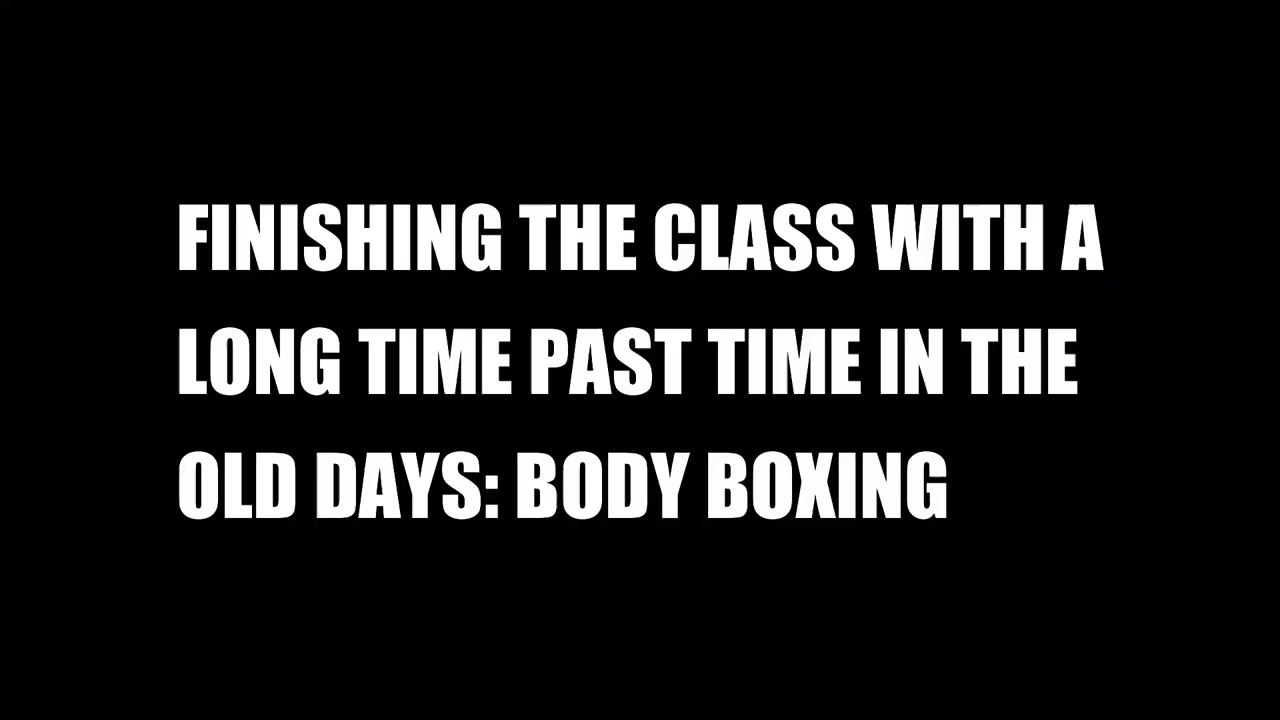 FINISHING THE CLASS WITH A
LONG TIME PAST TIME IN THE
OLD DAYS: BODY BOXING